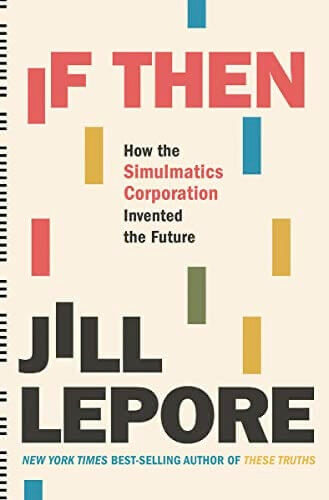 IF THEN
How the
Simulmatics
Corporation
Invented
the Future
JILL
LEPORE
NEW YORK TIMES BEST-SELLING AUTHOR OF THESE TRUTHS